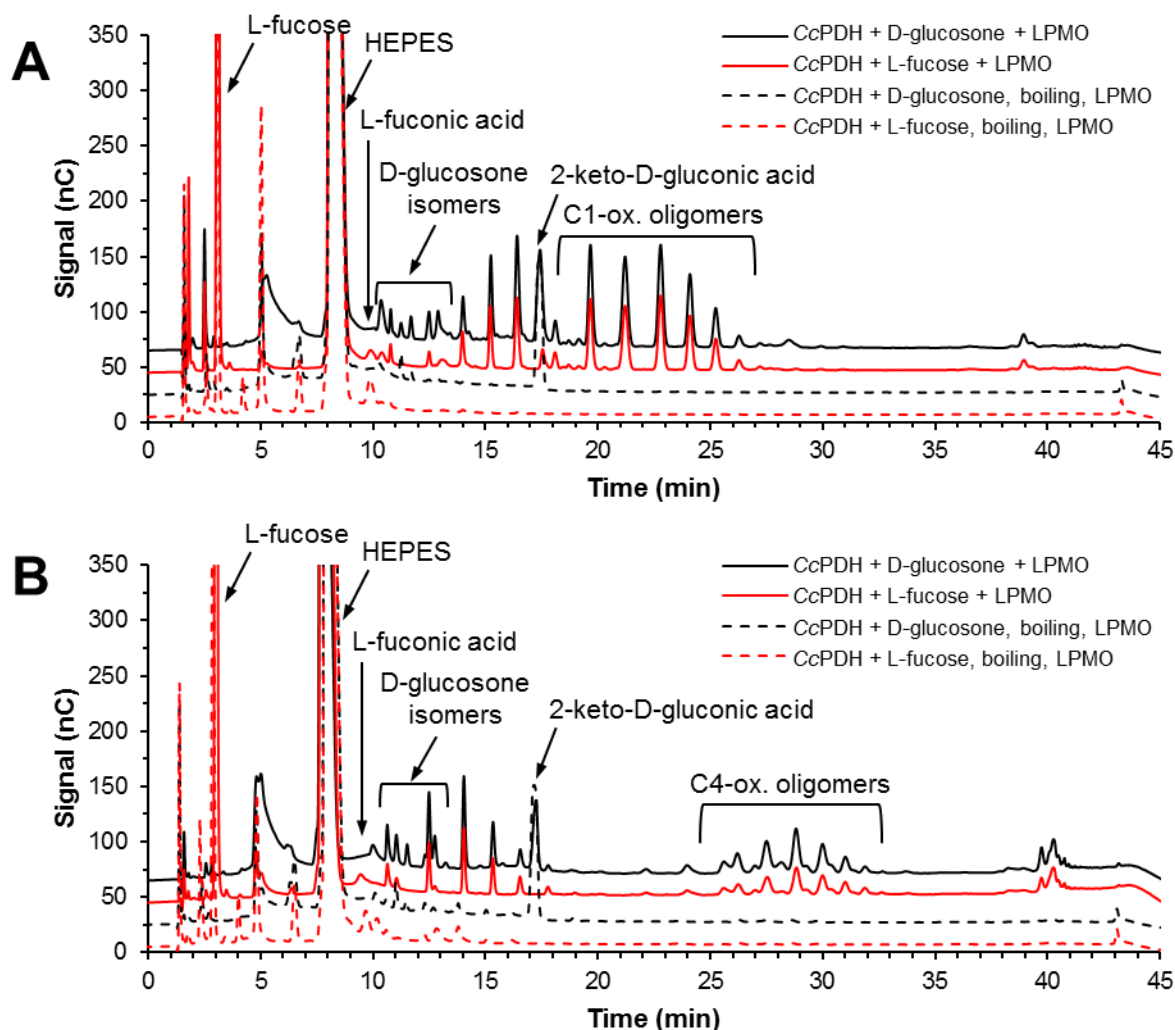 A
L-fucose
HEPES
L-fuconic acid
D-glucosone
isomers
2-keto-D-gluconic acid
C1-ox. oligomers
CcPDH + D-glucosone + LPMO
CcPDH + L-fucose + LPMO
CcPDH + D-glucosone, boiling, LPMO
CcPDH + L-fucose, boiling, LPMO
Signal (nC)
350
300
250
200
150
100
50
0
0 5 10 15 20 25 30 35 40 45
Time (min)
B
L-fucose
HEPES
L-fuconic acid
D-glucosone
isomers
2-keto-D-gluconic acid
C4-ox. oligomers
CcPDH + D-glucosone + LPMO
CcPDH + L-fucose + LPMO
CcPDH + D-glucosone, boiling, LPMO
CcPDH + L-fucose, boiling, LPMO
Signal (nC)
350
300
250
200
150
100
50
0
0 5 10 15 20 25 30 35 40 45
Time (min)